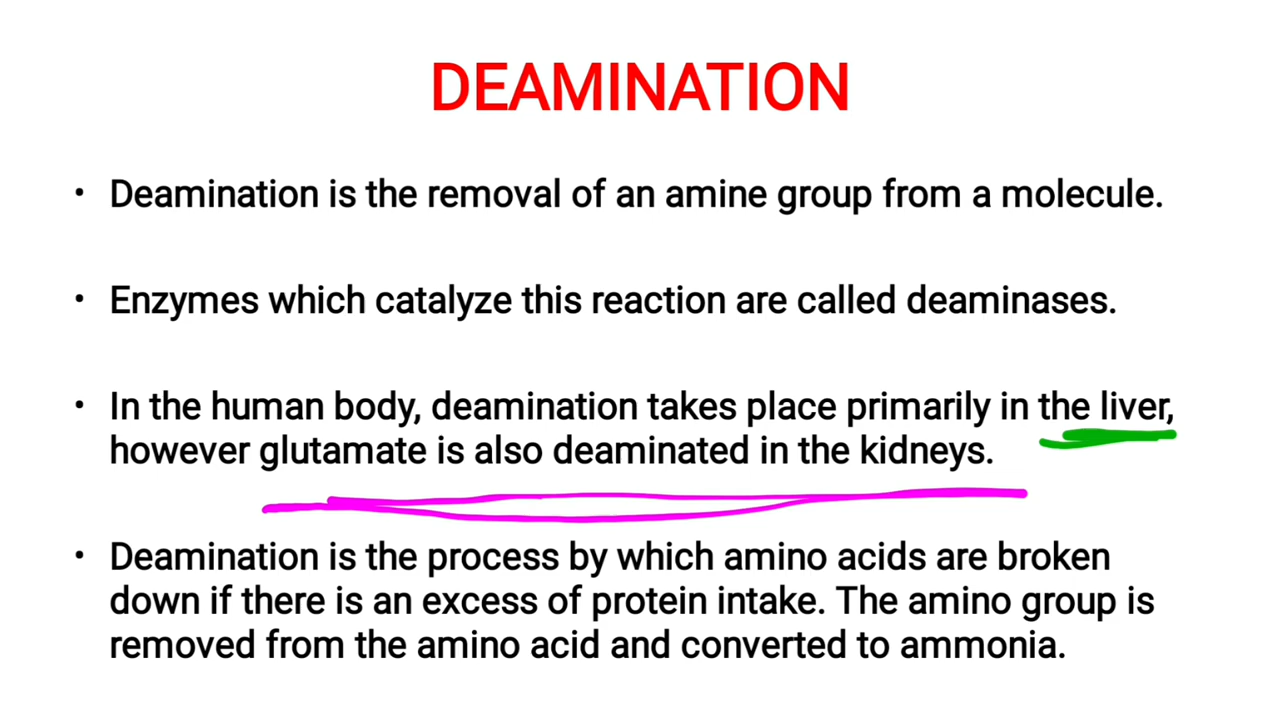 DEAMINATION
• Deamination is the removal of an amine group from a molecule.
• Enzymes which catalyze this reaction are called deaminases.
• In the human body, deamination takes place primarily in the liver,
however glutamate is also deaminated in the kidneys.
• Deamination is the process by which amino acids are broken
down if there is an excess of protein intake. The amino group is
removed from the amino acid and converted to ammonia.